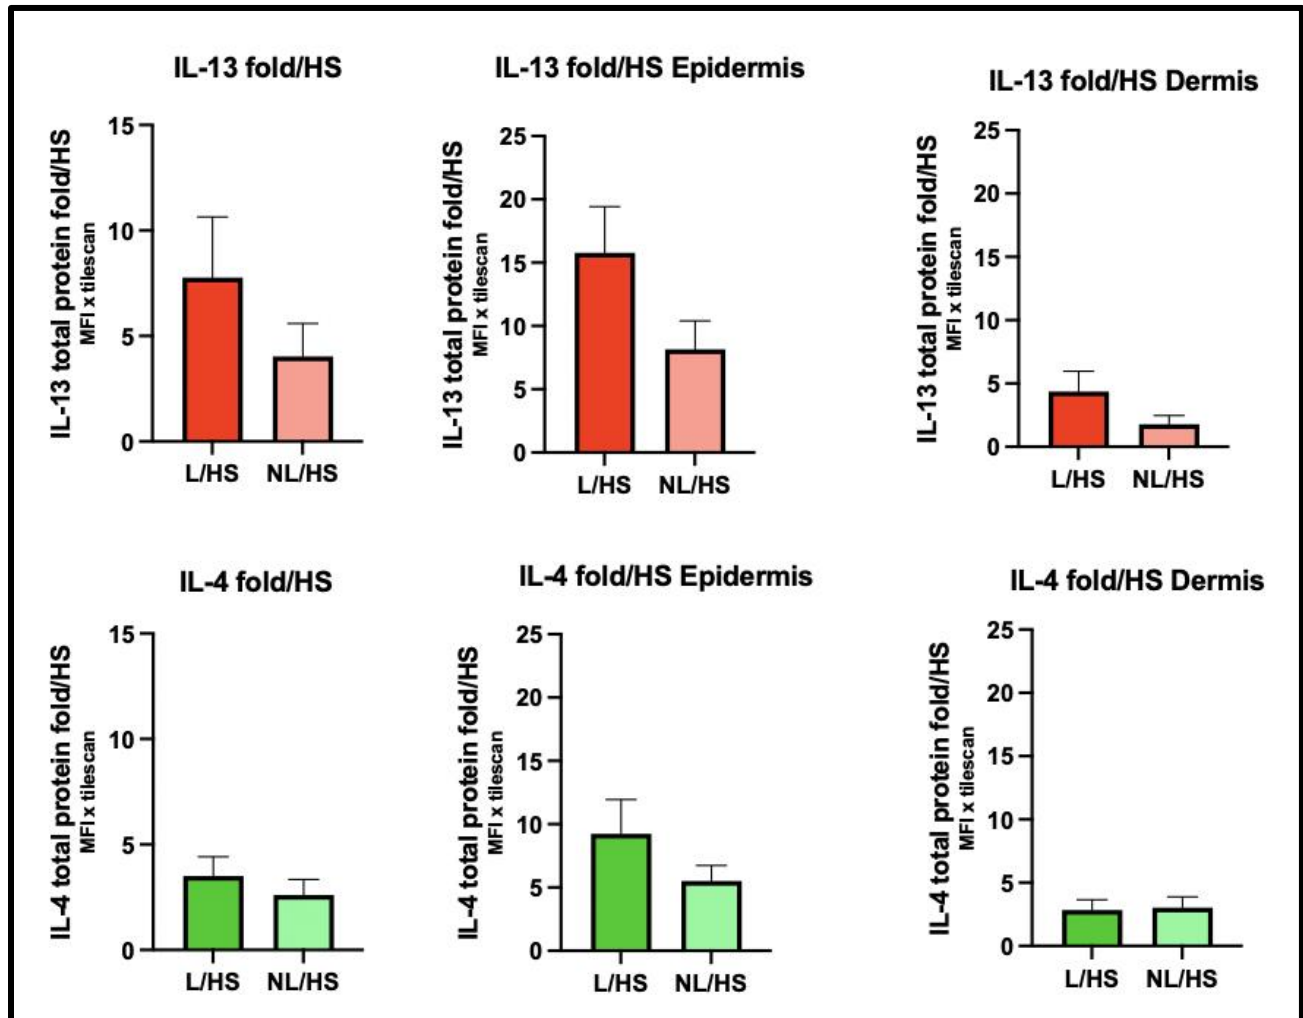 IL-13 fold/HS
IL-13 total protein fold/HS
MFI x tilescan
15
10
5
0
L/HS NL/HS
IL-13 fold/HS Epidermis
IL-13 total protein fold/HS
MFI x tilescan
25
20
15
10
5
0
L/HS NL/HS
IL-13 fold/HS Dermis
IL-13 total protein fold/HS
MFI x tilescan
25
20
15
10
5
0
L/HS NL/HS
IL-4 fold/HS
IL-4 total protein fold/HS
MFI x tilescan
15
10
5
0
L/HS NL/HS
IL-4 fold/HS Epidermis
IL-4 total protein fold/HS
MFI x tilescan
25
20
15
10
5
0
L/HS NL/HS
IL-4 fold/HS Dermis
IL-4 total protein fold/HS
MFI x tilescan
25
20
15
10
5
0
L/HS NL/HS